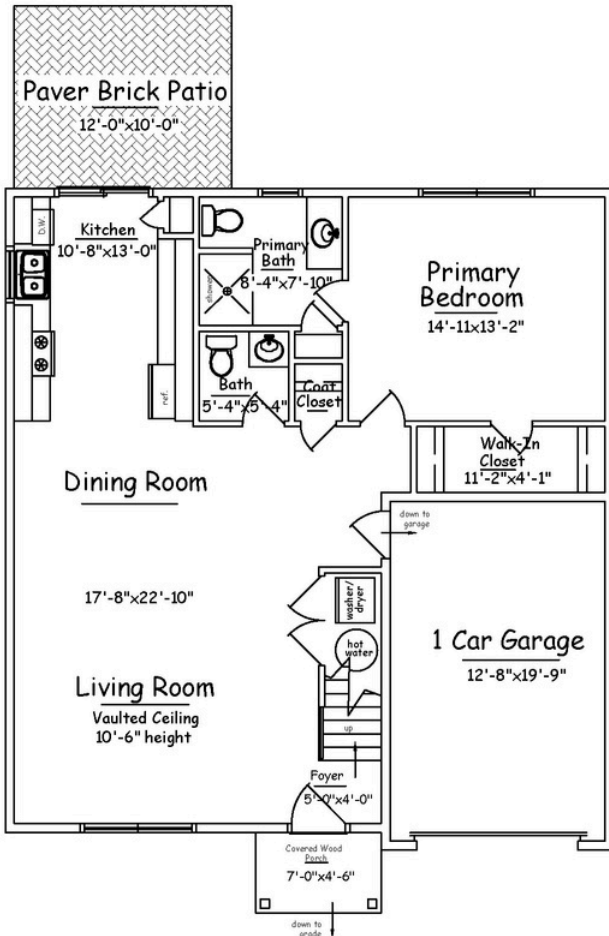 Paver Brick Patio
12'-0"x10'-0"
D.W.
Kitchen
10'-8"x13'-0"
Primary
Bath
8'-4"x7'-10"
shower
Primary
Bedroom
14'-11x13'-2"
ref.
Bath
5'-4"x5'-4"
Coat
Closet
Walk-In
Closet
11'-2"x4'-1"
Dining Room
down to
garage
17'-8"x22'-10"
washer/
dryer
hot
water
1 Car Garage
12'-8"x19'-9"
Living Room
Vaulted Ceiling
10'-6" height
up
Foyer
5'-0"x4'-0"
Covered Wood
Porch
7'-0"x4'-6"
down to
grade